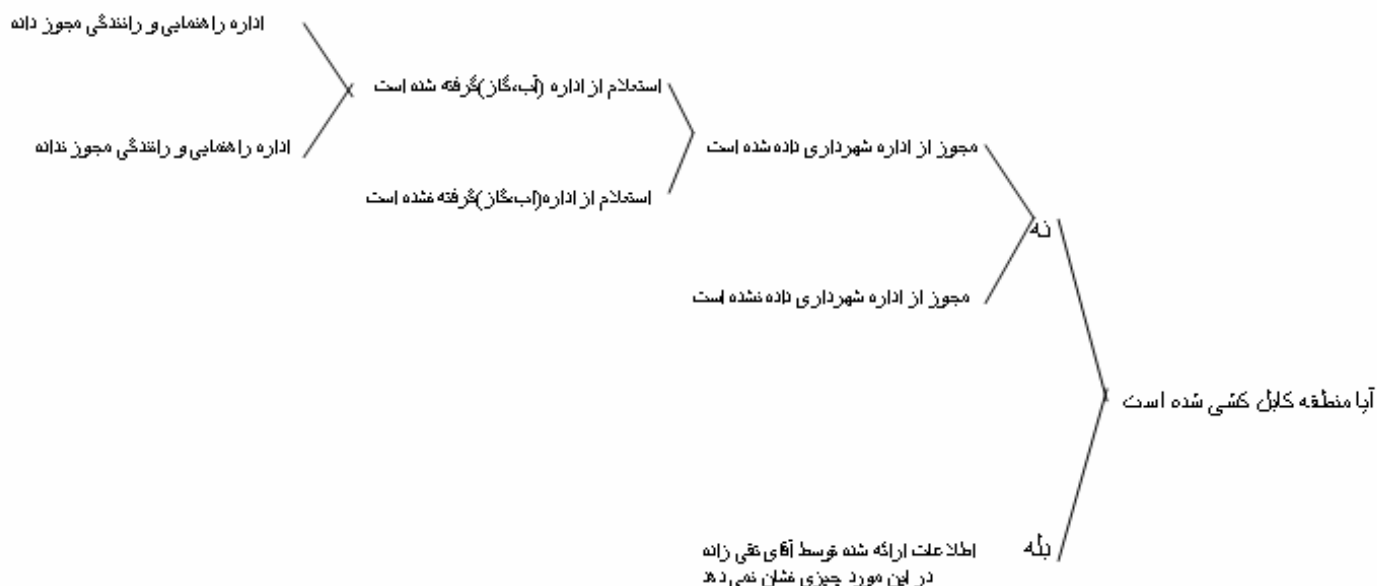 اداره راهنمایی و رانندگی مجوز داده
استعلام از اداره (آب،گاز)گرفته شده است
اداره راهنمایی و رانندگی مجوز نداده
مجوز از اداره شهرداری داده شده است
استعلام از اداره(آب،گاز)گرفته نشده است
نه
مجوز از اداره شهرداری داده نشده است
آیا منطقه کابل کشی شده است
بله
اطلاعات ارائه شده توسط آقای تقی زاده
در این مورد چیزی نشان نمی دهد